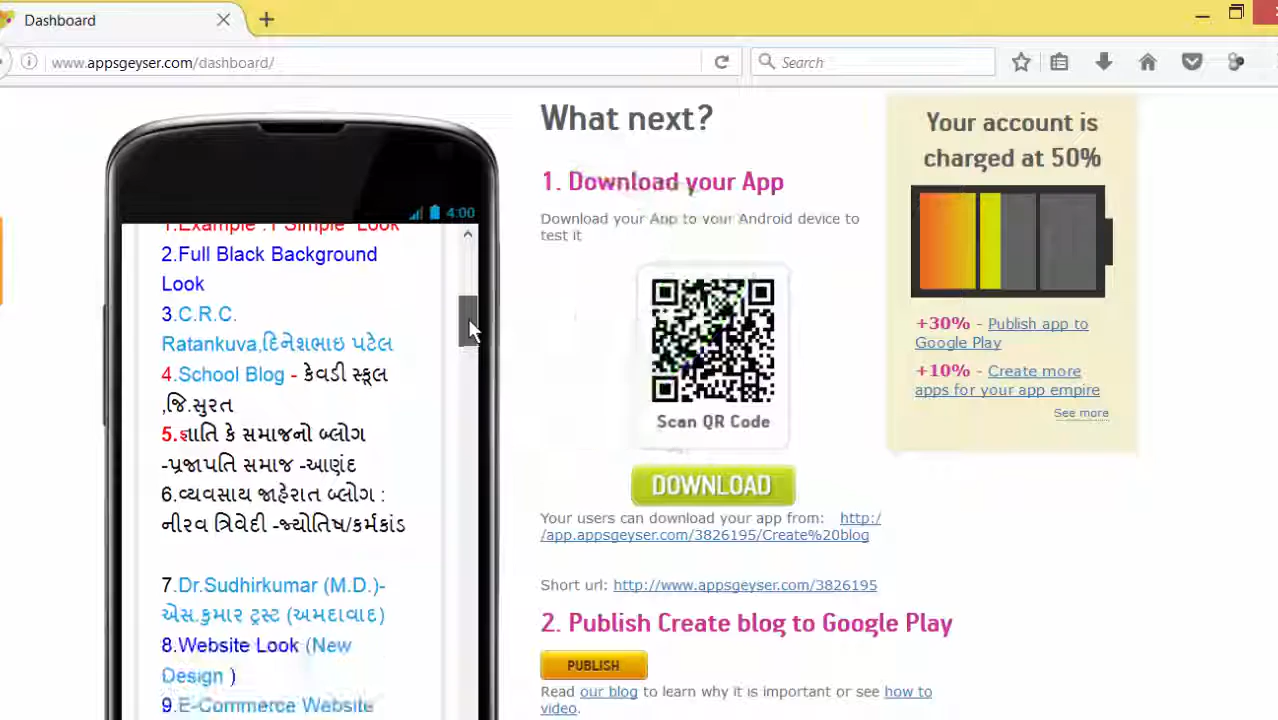 Dashboard
www.appsgeyser.com/dashboard/
Search
4:00
1.Example :1 Simple Look
2.Full Black Background
Look
3.C.R.C.
Ratankuva,દિનેશભાઇ પટેલ
4.School Blog - કેવડી સ્કૂલ
,જિ.સુરત
5.જ્ઞાતિ કે સમાજનો બ્લોગ
-પ્રજાપતિ સમાજ -આણંદ
6.વ્યવસાય જાહેરાત બ્લોગ :
નીરવ ત્રિવેદી -જ્યોતિષ/કર્મકાંડ
7.Dr.Sudhirkumar (M.D.)-
એસ.કુમાર ટ્રસ્ટ (અમદાવાદ)
8.Website Look (New
Design )
9.E-Commerce Website
What next?
1. Download your App
Download your App to your Android device to
test it
Scan QR Code
DOWNLOAD
Your users can download your app from: http:/
/app.appsgeyser.com/3826195/Create%20blog
Short url: http://www.appsgeyser.com/3826195
2. Publish Create blog to Google Play
PUBLISH
Read our blog to learn why it is important or see how to
video.
Your account is
charged at 50%
+30% - Publish app to
Google Play
+10% - Create more
apps for your app empire
See more